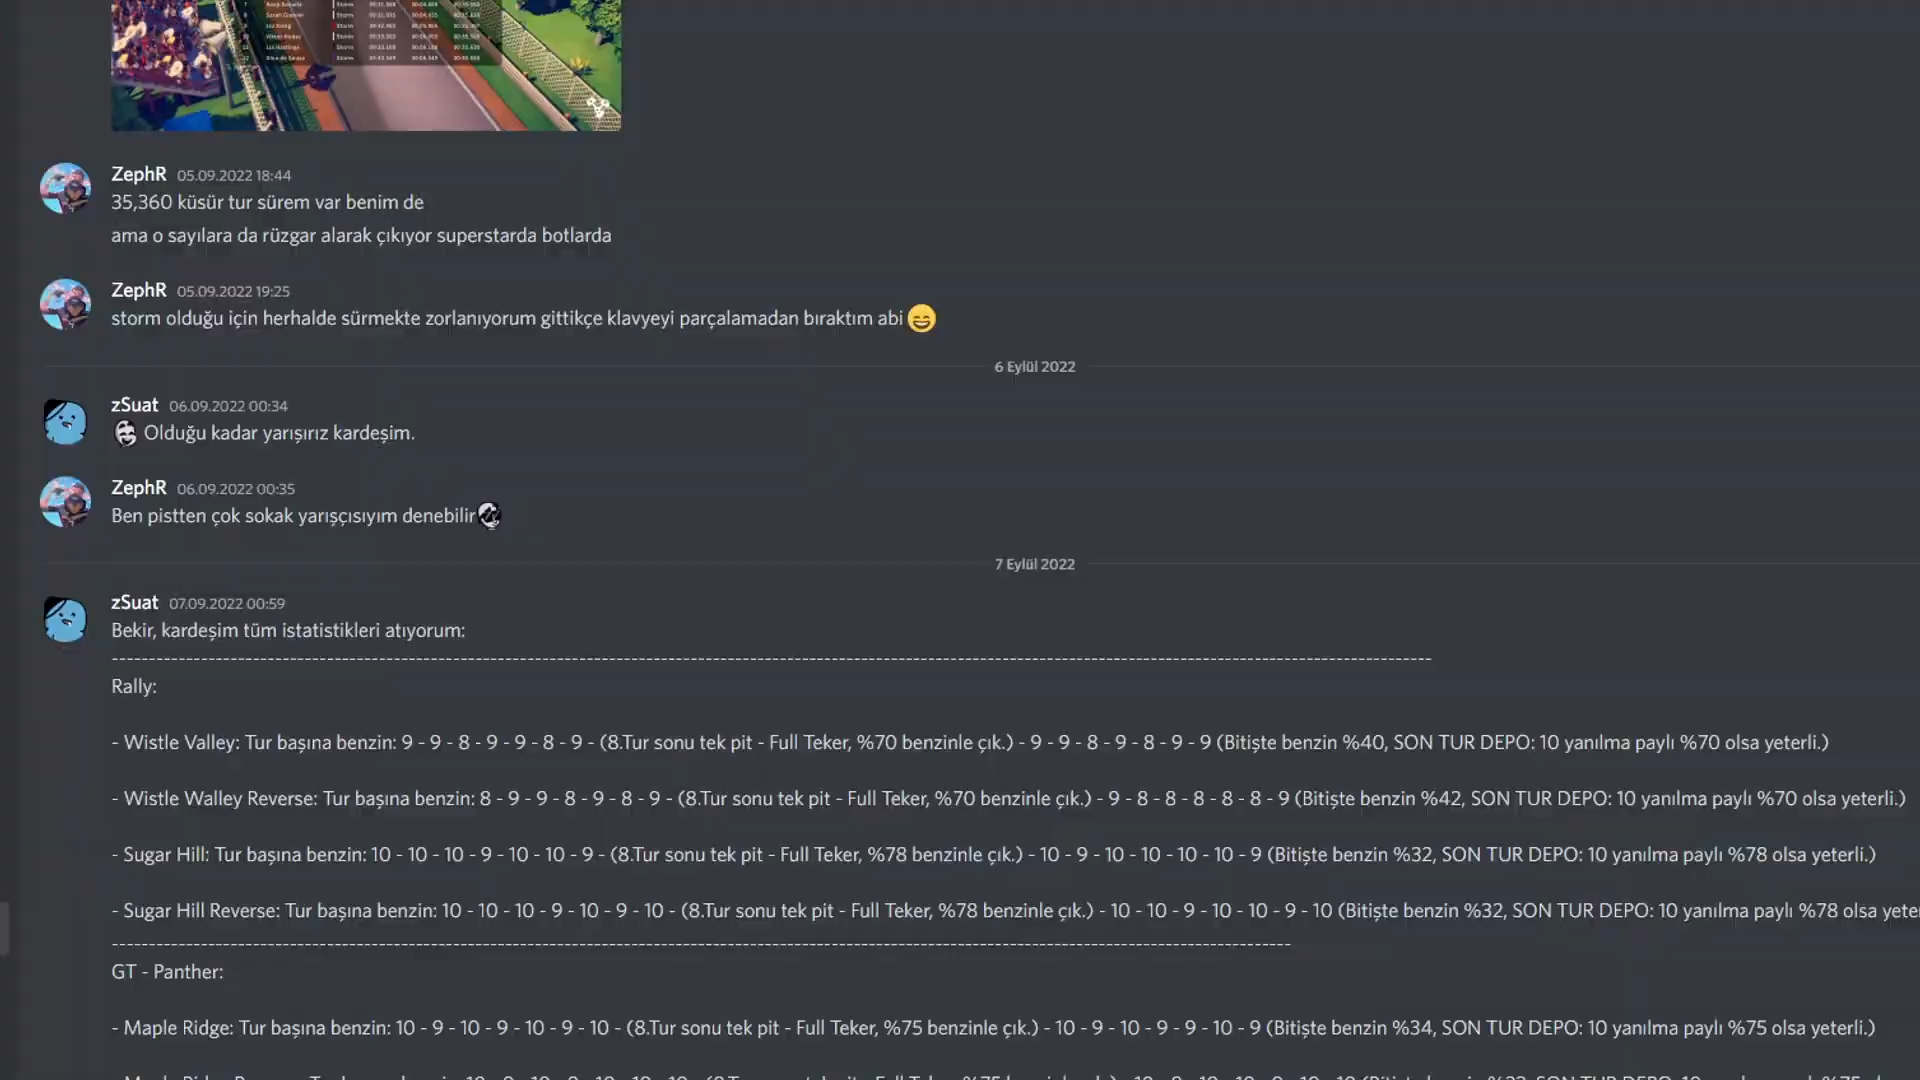 ZephR 05.09.2022 18:44
35,360 küsür tur sürem var benim de
ama o sayılara da rüzgar alarak çıkıyor superstarda botlarda
ZephR 05.09.2022 19:25
storm olduğu için herhalde sürmekte zorlanıyorum gittikçe klavyeyi parçalamadan bıraktım abi
6 Eylül 2022
zSuat 06.09.2022 00:34
Olduğu kadar yarışırız kardeşim.
ZephR 06.09.2022 00:35
Ben pistten çok sokak yarışçısıyım denebilir
7 Eylül 2022
zSuat 07.09.2022 00:59
Bekir, kardeşim tüm istatistikleri atıyorum:
Rally:
- Wistle Valley: Tur başına benzin: 9 - 9 - 8 - 9 - 9 - 8 - 9 - (8.Tur sonu tek pit - Full Teker, %70 benzinle çık.) - 9 - 9 - 8 - 9 - 8 - 9 - 9 (Bitişte benzin %40, SON TUR DEPO: 10 yanılma paylı %70 olsa yeterli.)
- Wistle Walley Reverse: Tur başına benzin: 8 - 9 - 9 - 8 - 9 - 8 - 9 - (8.Tur sonu tek pit - Full Teker, %70 benzinle çık.) - 9 - 8 - 8 - 8 - 8 - 8 - 9 (Bitişte benzin %42, SON TUR DEPO: 10 yanılma paylı %70 olsa yeterli.)
- Sugar Hill: Tur başına benzin: 10 - 10 - 10 - 9 - 10 - 10 - 9 - (8.Tur sonu tek pit - Full Teker, %78 benzinle çık.) - 10 - 9 - 10 - 10 - 10 - 10 - 9 (Bitişte benzin %32, SON TUR DEPO: 10 yanılma paylı %78 olsa yeterli.)
- Sugar Hill Reverse: Tur başına benzin: 10 - 10 - 10 - 9 - 10 - 9 - 10 - (8.Tur sonu tek pit - Full Teker, %78 benzinle çık.) - 10 - 10 - 9 - 10 - 10 - 9 - 10 (Bitişte benzin %32, SON TUR DEPO: 10 yanılma paylı %78 olsa
GT - Panther:
- Maple Ridge: Tur başına benzin: 10 - 9 - 10 - 9 - 10 - 9 - 10 - (8.Tur sonu tek pit - Full Teker, %75 benzinle çık.) - 10 - 9 - 10 - 9 - 9 - 10 - 9 (Bitişte benzin %34, SON TUR DEPO: 10 yanılma paylı %75 olsa yeterli.)